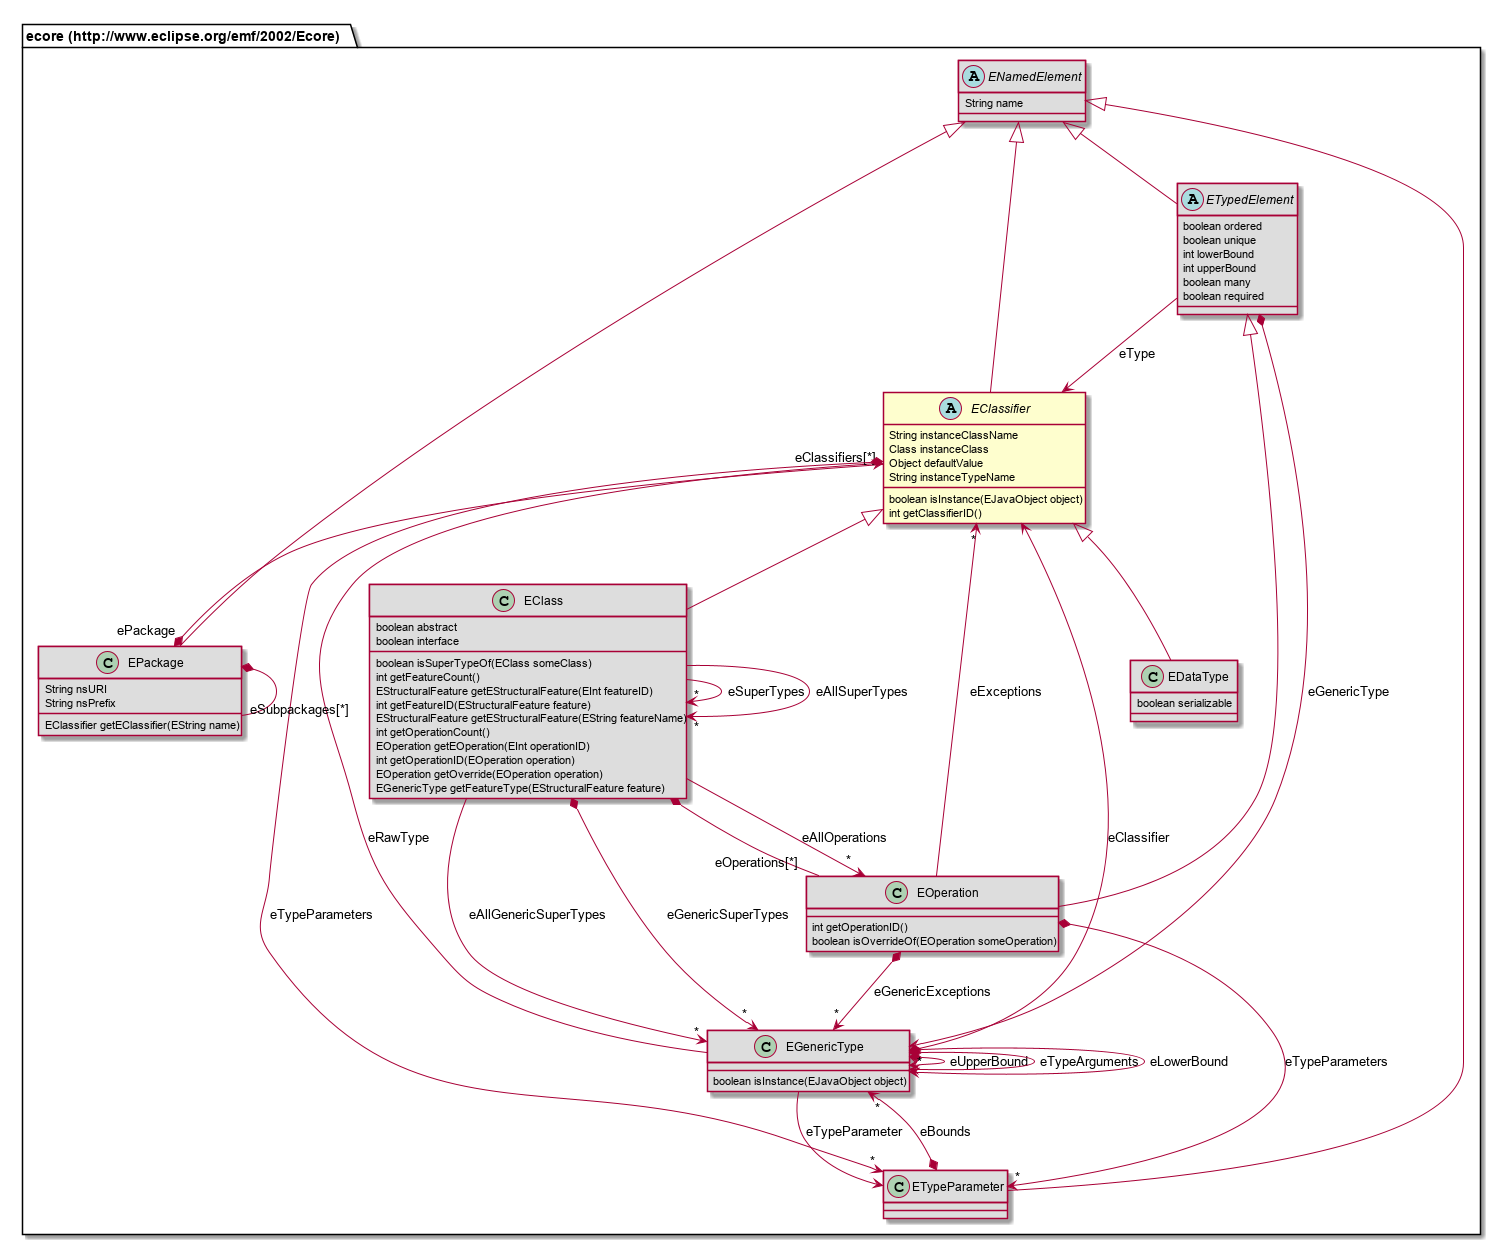 ecore (http://www.eclipse.org/emf/2002/Ecore)
A ENamedElement
String name
A ETypedElement
boolean ordered
boolean unique
int lowerBound
int upperBound
boolean many
boolean required
eType
A EClassifier
String instanceClassName
Class instanceClass
Object defaultValue
String instanceTypeName
boolean isInstance(EJavaObject object)
int getClassifierID()
eClassifiers[*]
*
ePackage
C EPackage
String nsURI
String nsPrefix
EClassifier getEClassifier(EString name)
eSubpackages[*]
C EClass
boolean abstract
boolean interface
boolean isSuperTypeOf(EClass someClass)
int getFeatureCount()
EStructuralFeature getEStructuralFeature(EInt featureID)
int getFeatureID(EStructuralFeature feature)
EStructuralFeature getEStructuralFeature(EString featureName)
int getOperationCount()
EOperation getEOperation(EInt operationID)
int getOperationID(EOperation operation)
EOperation getOverride(EOperation operation)
EGenericType getFeatureType(EStructuralFeature feature)
*
eSuperTypes
eAllSuperTypes
*
eExceptions
C EDataType
boolean serializable
eGenericType
eRawType
eAllOperations
*
eOperations[*]
eClassifier
eTypeParameters
eAllGenericSuperTypes
eGenericSuperTypes
C EOperation
int getOperationID()
boolean isOverrideOf(EOperation someOperation)
eGenericExceptions
*
*
*
C EGenericType
boolean isInstance(EJavaObject object)
*
eUpperBound
eTypeArguments
eLowerBound
eTypeParameters
*
eTypeParameter
eBounds
*
*
C ETypeParameter